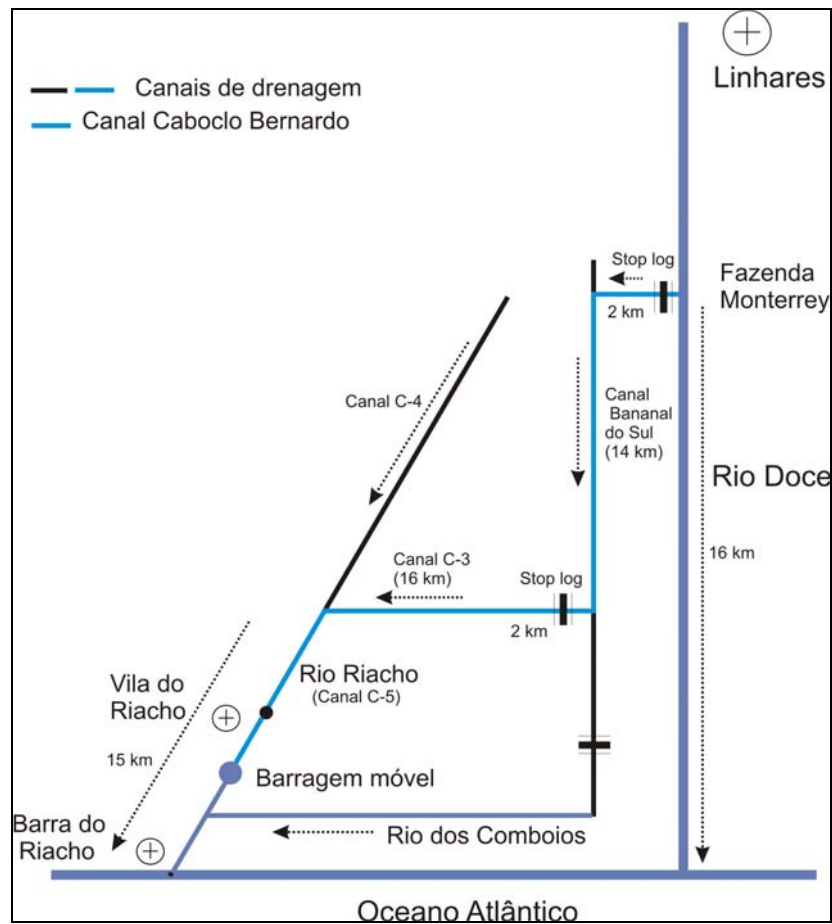 Linhares
Canais de drenagem
Canal Caboclo Bernardo
Stop log
2 km
Fazenda
Monterrey
Canal C-4
Canal
Bananal
do Sul
(14 km)
Rio Doce
16 km
Canal C-3
(16 km)
Stop log
2 km
Rio Riacho
(Canal C-5)
Vila do
Riacho
15 km
Barragem móvel
Barra do
Riacho
Rio dos Comboios
Oceano Atlântico